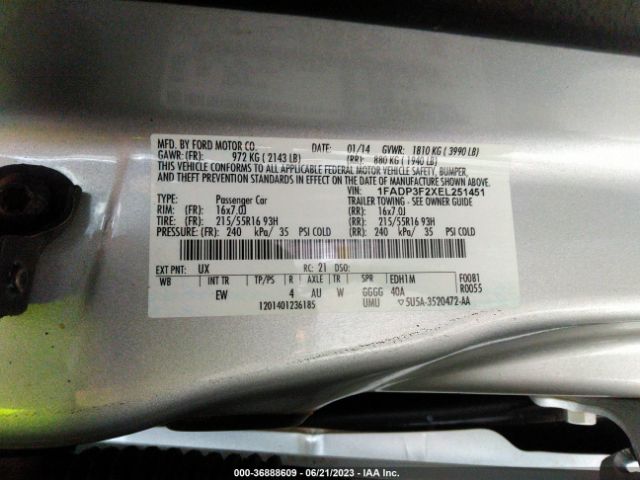 MFD. BY FORD MOTOR CO. DATE: 01/14 GVWR: 1810 KG ( 3990 LB)
GAWR: (FR): 972 KG ( 2143 LB) (RR): 880 KG ( 1940 LB)
THIS VEHICLE CONFORMS TO ALL APPLICABLE FEDERAL MOTOR VEHICLE SAFETY, BUMPER,
AND THEFT PREVENTION STANDARDS IN EFFECT ON THE DATE OF MANUFACTURE SHOWN ABOVE.
VIN: 1FADP3F2XEL251451
TYPE: Passenger Car TRAILER TOWING - SEE OWNER GUIDE
RIM: (FR): 16x7.0J (RR): 16x7.0J
TIRE: (FR): 215/55R16 93H (RR): 215/55R16 93H
PRESSURE: (FR): 240 kPa/ 35 PSI COLD (RR): 240 kPa/ 35 PSI COLD
EXT PNT: UX RC: 21 DSO:
WB INT TR TP/PS R AXLE TR SPR EDH1M F0081
EW 4 AU W GGGG 40A R0055
1201401236185 UMU 5U5A-3520472-AA
000-36888609 - 06/21/2023 - IAA Inc.